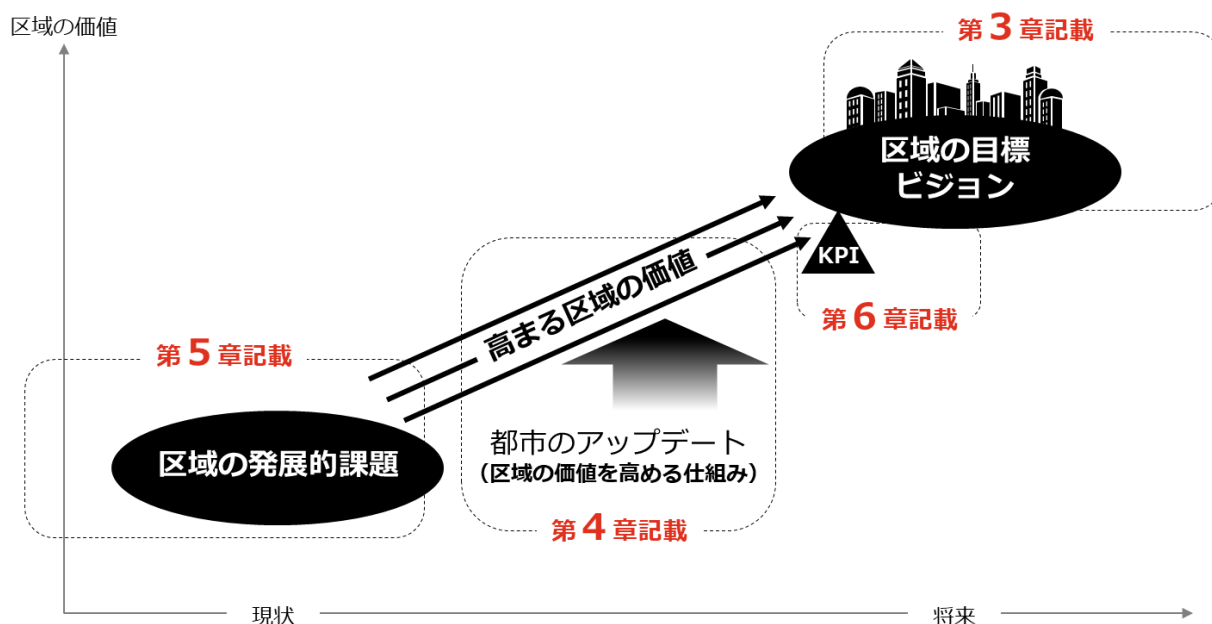 区域の価値
第3章記載
区域の目標
ビジョン
KPI
第6章記載
高まる区域の価値
第5章記載
区域の発展的課題
都市のアップデート
（区域の価値を高める仕組み）
第4章記載
現状
将来